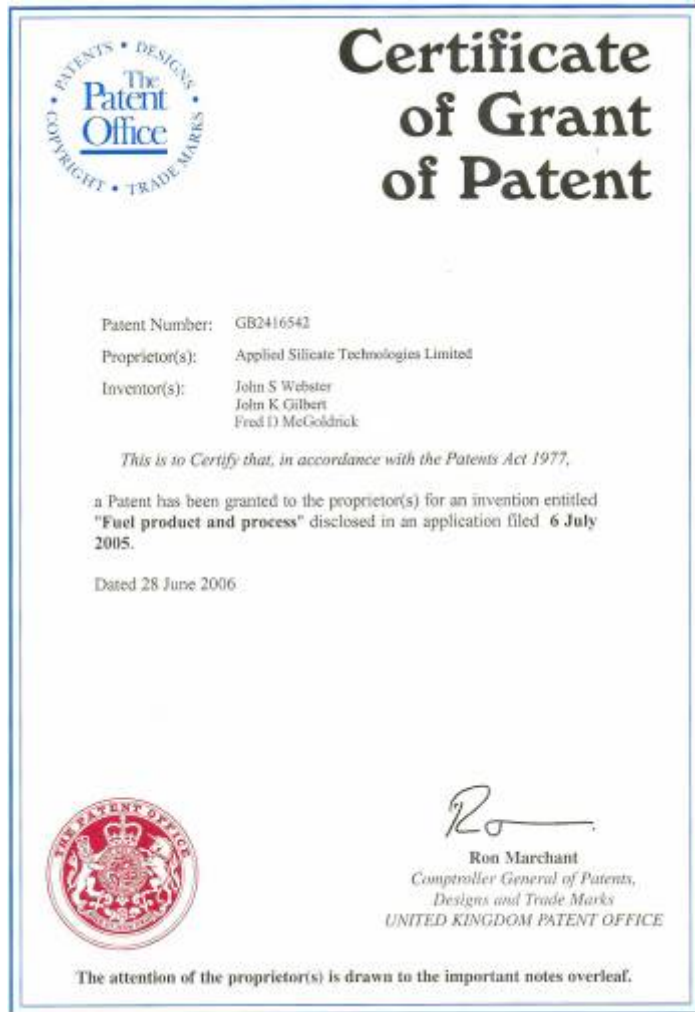 PATENTS • DESIGNS • COPYRIGHT • TRADE MARKS
The
Patent
Office
Certificate
of Grant
of Patent
Patent Number: GB2416542
Proprietor(s): Applied Silicate Technologies Limited
Inventor(s): John S Webster
John K Gilbert
Fred D McGoldrick
This is to Certify that, in accordance with the Patents Act 1977,
a Patent has been granted to the proprietor(s) for an invention entitled
"Fuel product and process" disclosed in an application filed 6 July
2005.
Dated 28 June 2006
THE PATENT OFFICE
Ron Marchant
Comptroller General of Patents,
Designs and Trade Marks
UNITED KINGDOM PATENT OFFICE
The attention of the proprietor(s) is drawn to the important notes overleaf.